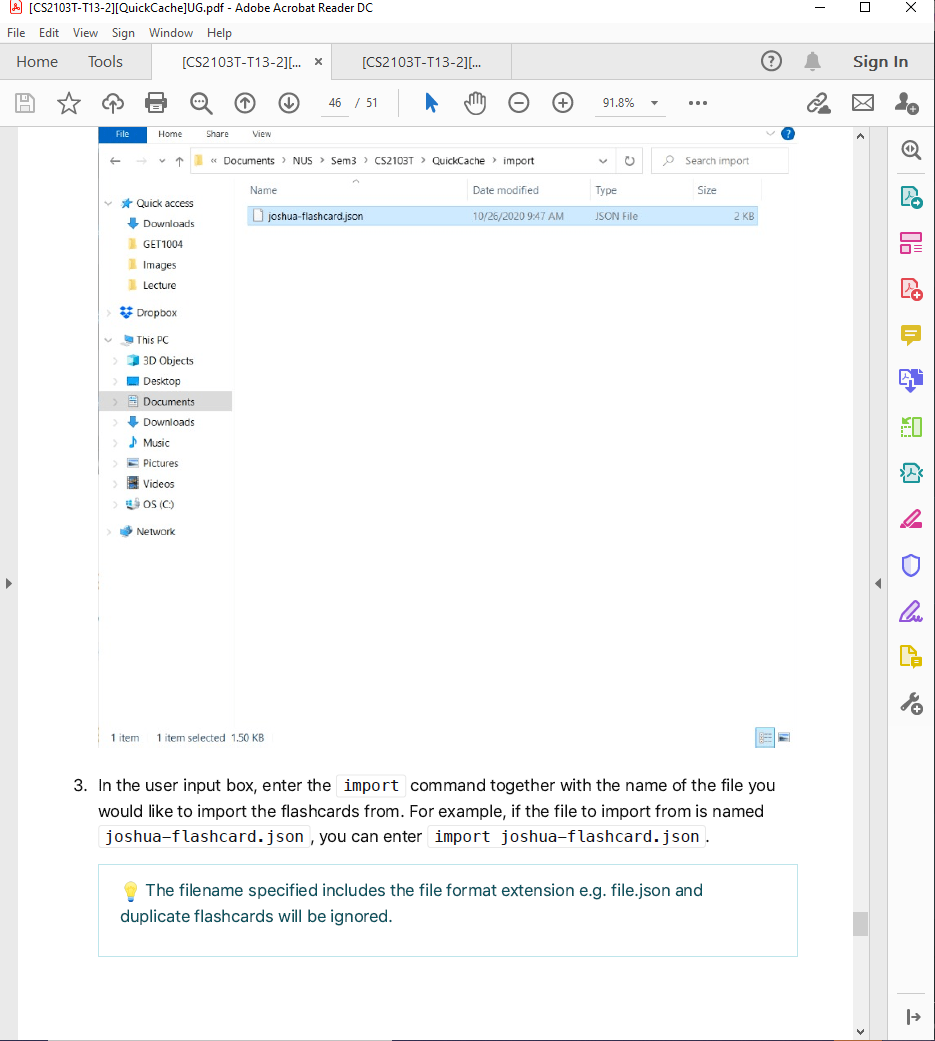 [CS2103T-T13-2][QuickCache]UG.pdf - Adobe Acrobat Reader DC
File Edit View Sign Window Help
Home Tools [CS2103T-T13-2][... × [CS2103T-T13-2][... Sign In
46 / 51 91.8%
File Home Share View
« Documents > NUS > Sem3 > CS2103T > QuickCache > import Search import
Name Date modified Type Size
joshua-flashcard.json 10/26/2020 9:47 AM JSON File 2 KB
Quick access
Downloads
GET1004
Images
Lecture
Dropbox
This PC
3D Objects
Desktop
Documents
Downloads
Music
Pictures
Videos
OS (C:)
Network
1 item 1 item selected 1.50 KB
3. In the user input box, enter the import command together with the name of the file you
would like to import the flashcards from. For example, if the file to import from is named
joshua-flashcard.json, you can enter import joshua-flashcard.json.
The filename specified includes the file format extension e.g. file.json and
duplicate flashcards will be ignored.